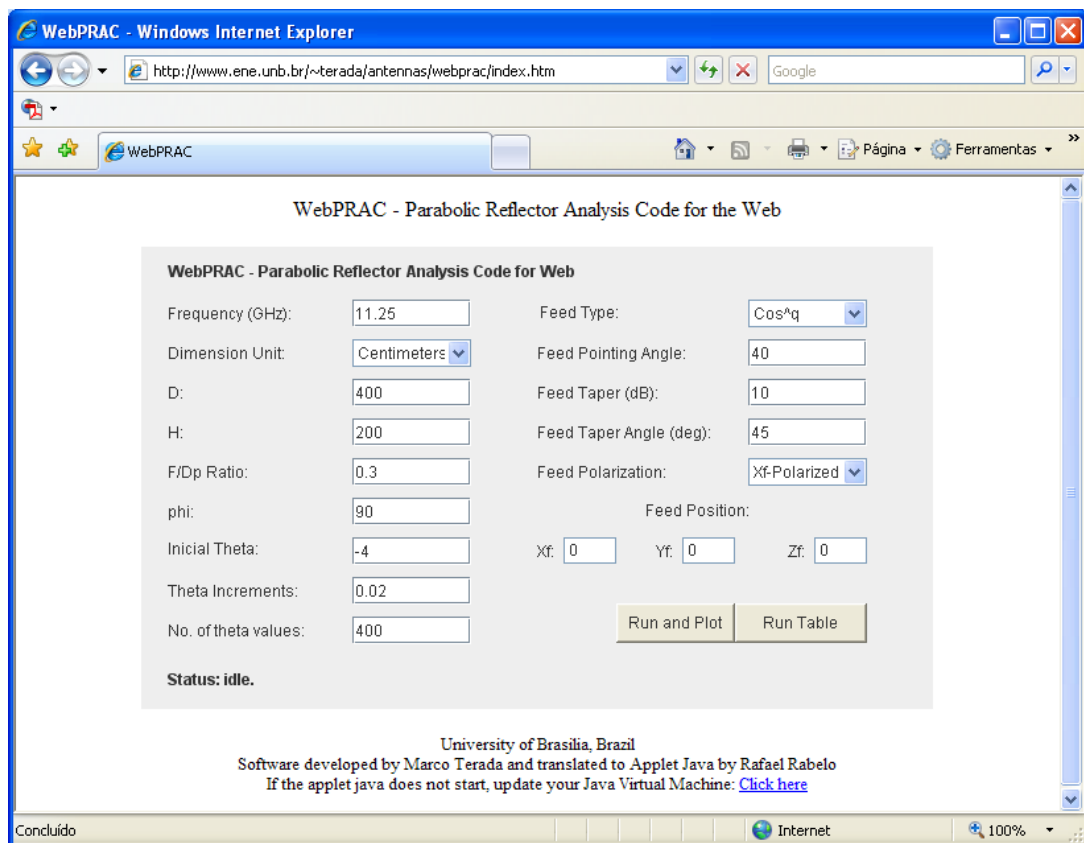 WebPRAC - Windows Internet Explorer
http://www.ene.unb.br/~terada/antennas/webprac/index.htm
Google
WebPRAC
Página
Ferramentas
»
WebPRAC - Parabolic Reflector Analysis Code for the Web
WebPRAC - Parabolic Reflector Analysis Code for Web
Frequency (GHz): 11.25 Feed Type: Cos^q
Dimension Unit: Centimeters Feed Pointing Angle: 40
D: 400 Feed Taper (dB): 10
H: 200 Feed Taper Angle (deg): 45
F/Dp Ratio: 0.3 Feed Polarization: Xf-Polarized
phi: 90 Feed Position:
Inicial Theta: -4 Xf: 0 Yf: 0 Zf: 0
Theta Increments: 0.02
No. of theta values: 400 Run and Plot Run Table
Status: idle.
University of Brasilia, Brazil
Software developed by Marco Terada and translated to Applet Java by Rafael Rabelo
If the applet java does not start, update your Java Virtual Machine: Click here
Concluído Internet 100%